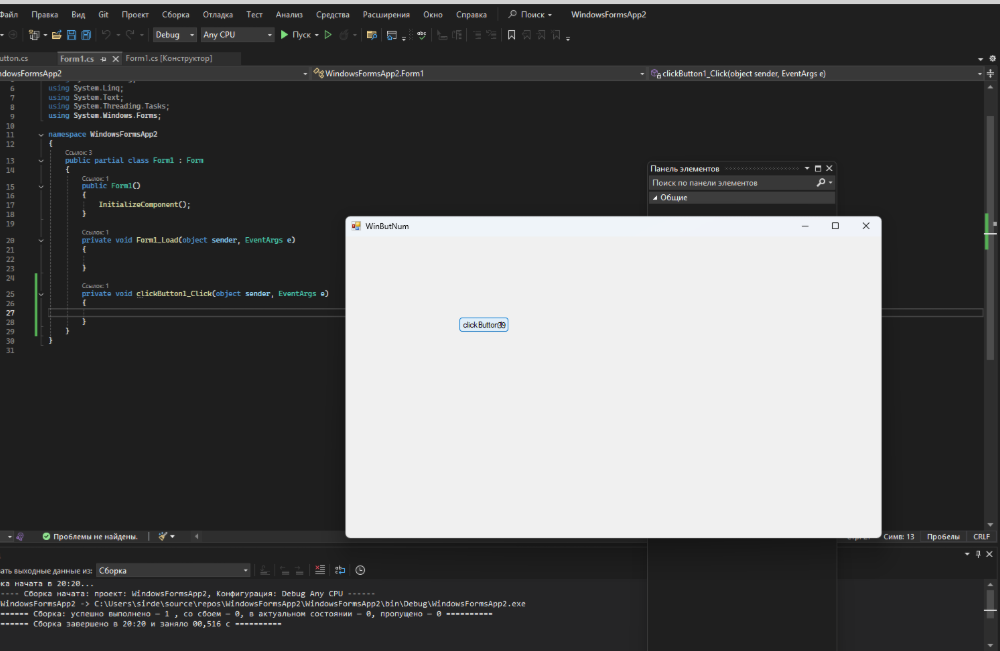 Файл Правка Вид Git Проект Сборка Отладка Тест Анализ Средства Расширения Окно Справка Поиск WindowsFormsApp2
Debug Any CPU Пуск
utton.cs Form1.cs Form1.cs [Конструктор]
ndowsFormsApp2 WindowsFormsApp2.Form1 clickButton1_Click(object sender, EventArgs e)
6 using System.Linq;
7 using System.Text;
8 using System.Threading.Tasks;
9 using System.Windows.Forms;
10
11 namespace WindowsFormsApp2
12 {
Ссылок: 3
13 public partial class Form1 : Form
14 {
Ссылок: 1
15 public Form1()
16 {
17 InitializeComponent();
18 }
19
Ссылок: 1
20 private void Form1_Load(object sender, EventArgs e)
21 {
22
23 }
24
Ссылок: 1
25 private void clickButton1_Click(object sender, EventArgs e)
26 {
27
28 }
29 }
30 }
31
Панель элементов
Поиск по панели элементов
Общие
WinButNum
clickButton
Проблемы не найдены.
Симв: 13 Пробелы CRLF
ать выходные данные из: Сборка
ка начата в 20:20...
---- Сборка начата: проект: WindowsFormsApp2, Конфигурация: Debug Any CPU ------
WindowsFormsApp2 -> C:\Users\sirde\source\repos\WindowsFormsApp2\WindowsFormsApp2\bin\Debug\WindowsFormsApp2.exe
====== Сборка: успешно выполнено — 1 , со сбоем — 0, в актуальном состоянии — 0, пропущено — 0 ==========
====== Сборка завершено в 20:20 и заняло 00,516 с ==========